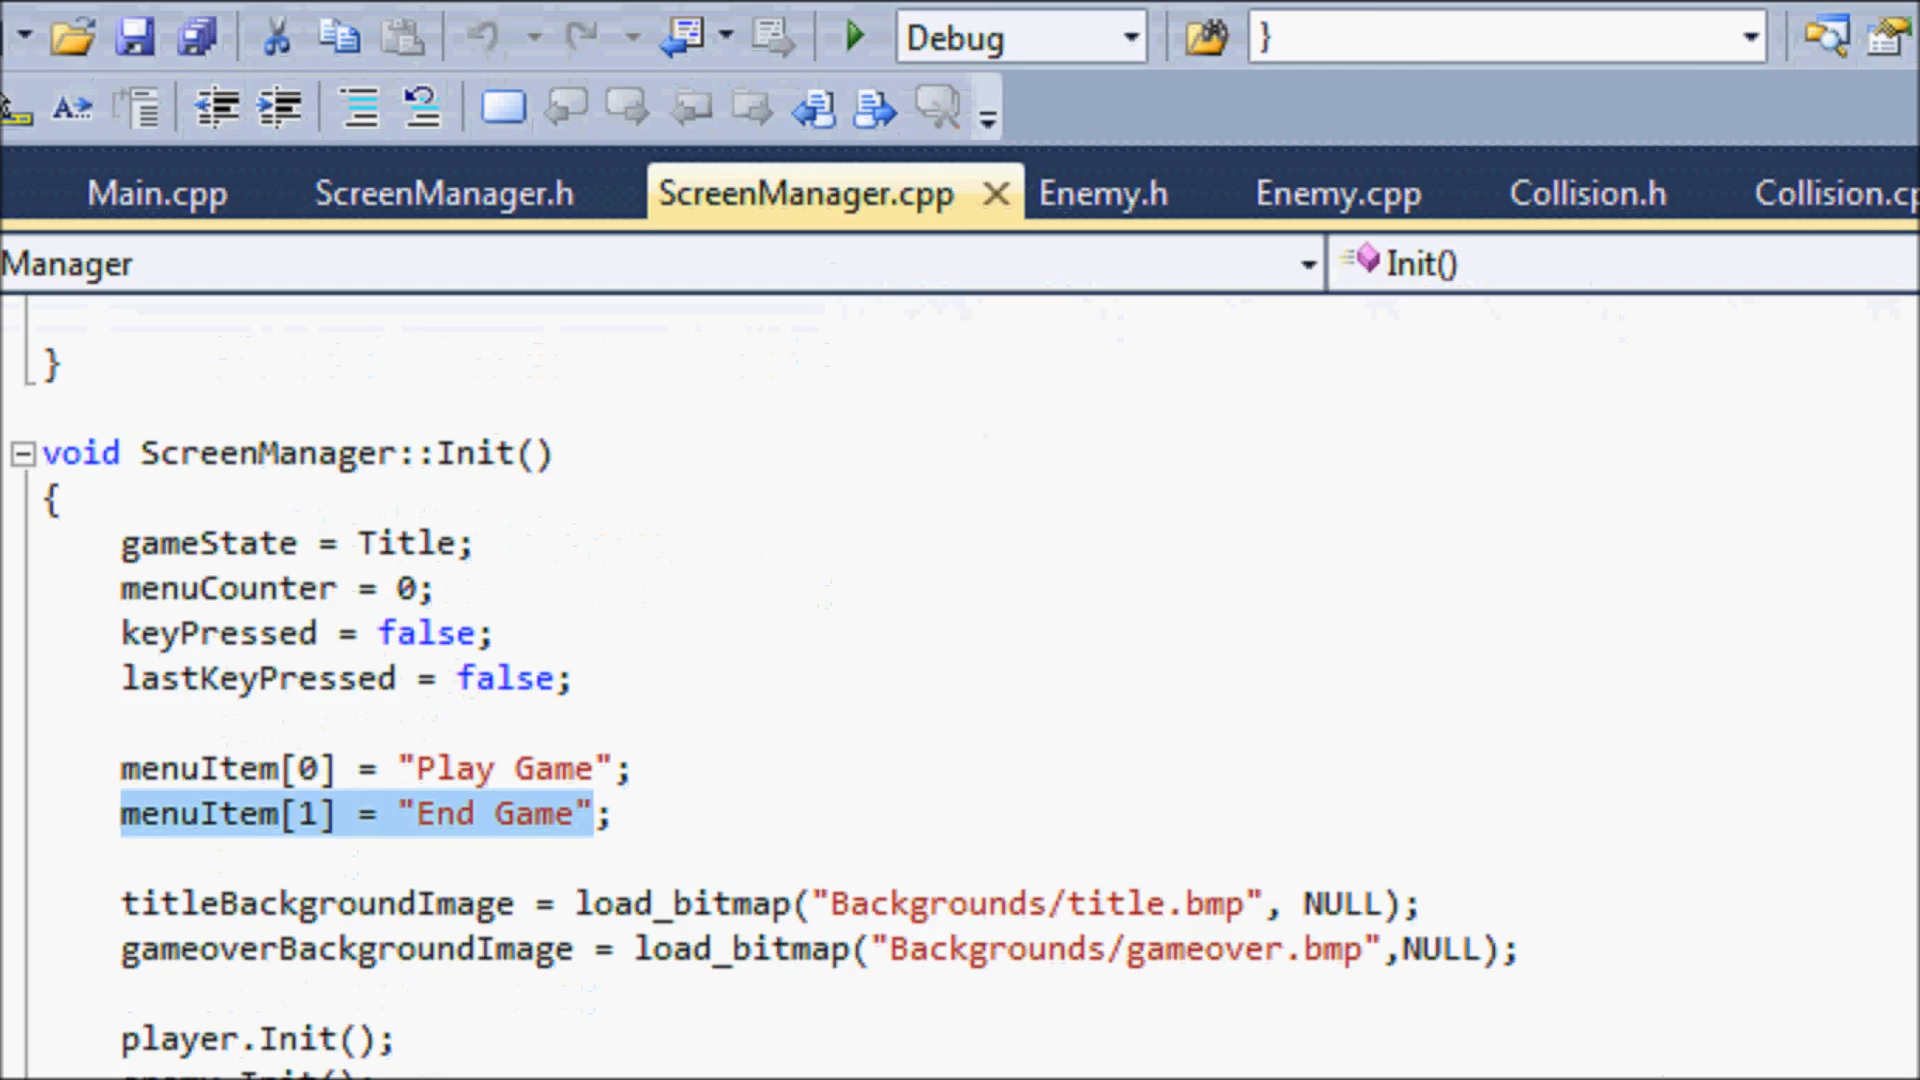 Debug
}
Main.cpp ScreenManager.h ScreenManager.cpp Enemy.h Enemy.cpp Collision.h
Manager Init()
}
void ScreenManager::Init()
{
gameState = Title;
menuCounter = 0;
keyPressed = false;
lastKeyPressed = false;
menuItem[0] = "Play Game";
menuItem[1] = "End Game";
titleBackgroundImage = load_bitmap("Backgrounds/title.bmp", NULL);
gameoverBackgroundImage = load_bitmap("Backgrounds/gameover.bmp",NULL);
player.Init();